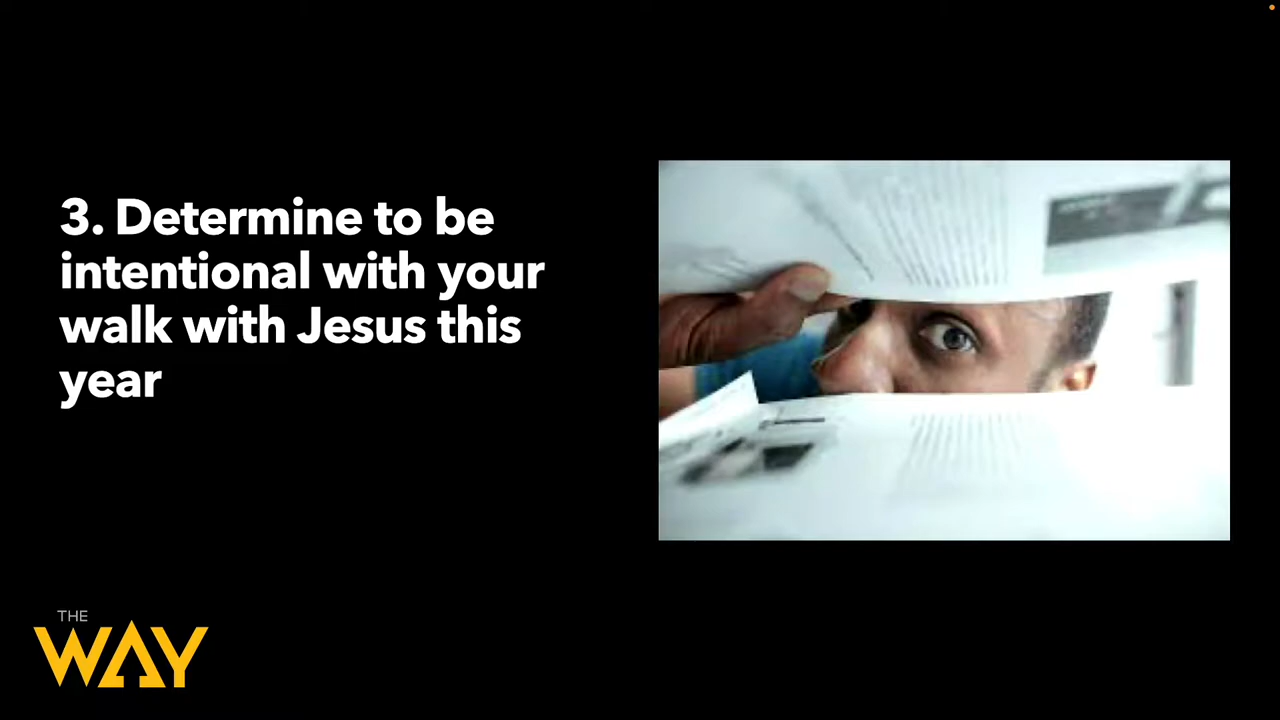 3. Determine to be
intentional with your
walk with Jesus this
year
THE
WAY